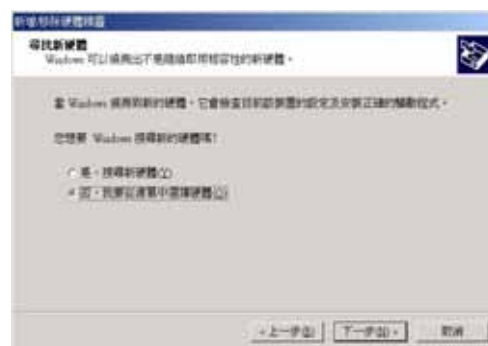 新增/移除硬體精靈
尋找新硬體
Windows 可以偵測出不是隨插即用相容性的新硬體。
當 Windows 偵測到新的硬體，它會檢查目前該裝置的設定及安裝正確的驅動程式。
您想要 Windows 搜尋新的硬體嗎?
是，搜尋新硬體(Y)
否，我要從清單中選擇硬體(O)
<上一步(B)
下一步(N)>
取消